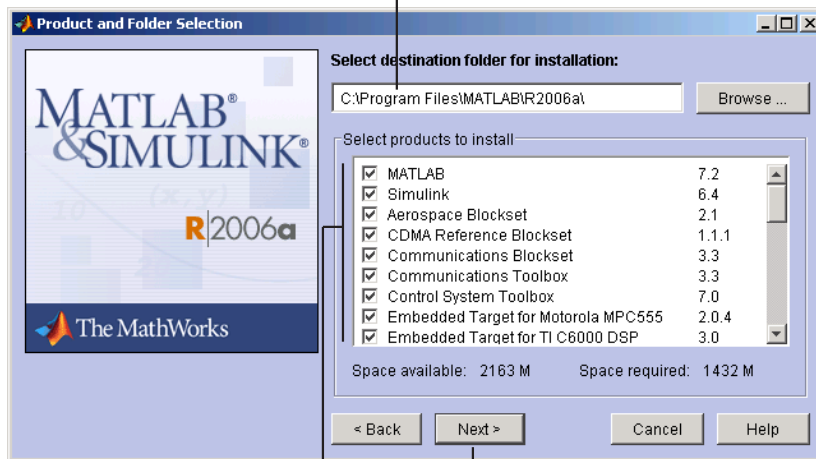 Product and Folder Selection
MATLAB®
&SIMULINK®
10 (x,y)
R2006a
2
The MathWorks
Select destination folder for installation:
C:\Program Files\MATLAB\R2006a\
Browse ...
Select products to install
MATLAB 7.2
Simulink 6.4
Aerospace Blockset 2.1
CDMA Reference Blockset 1.1.1
Communications Blockset 3.3
Communications Toolbox 3.3
Control System Toolbox 7.0
Embedded Target for Motorola MPC555 2.0.4
Embedded Target for TI C6000 DSP 3.0
Space available: 2163 M Space required: 1432 M
< Back Next > Cancel Help